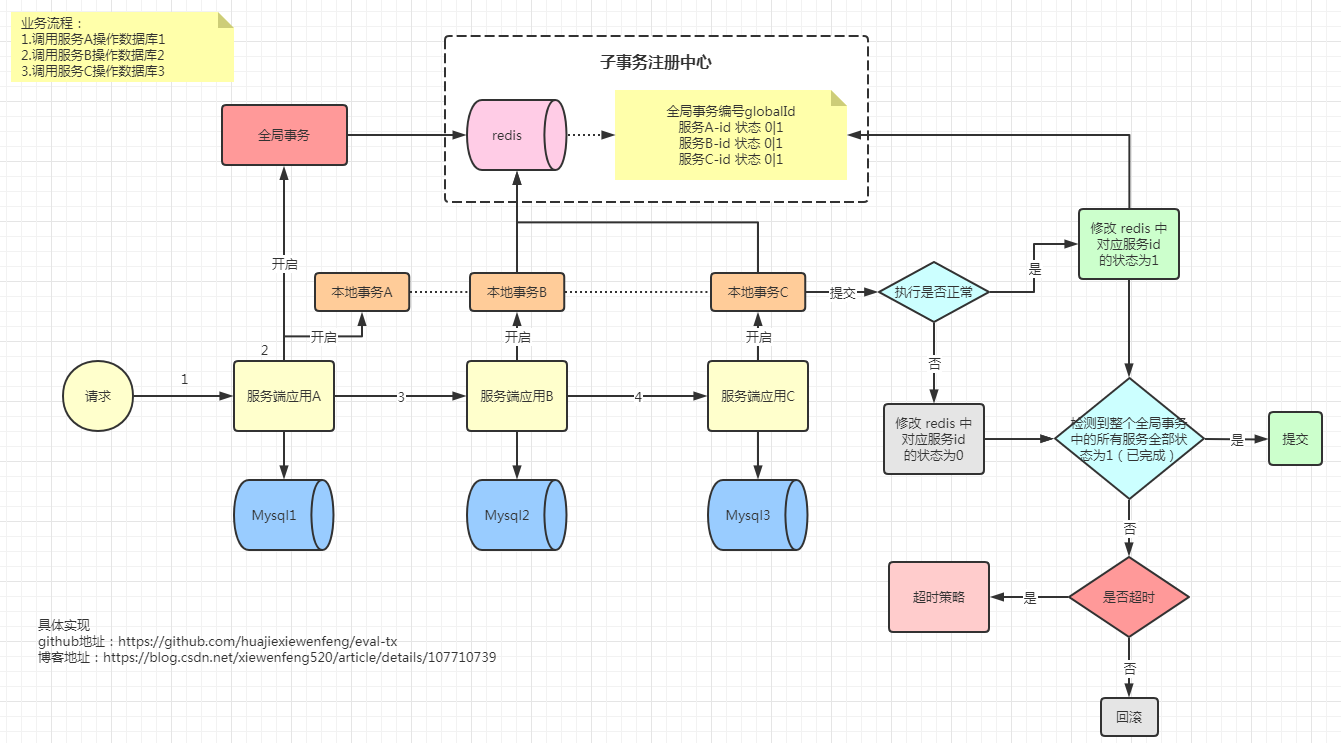 业务流程：
1.调用服务A操作数据库1
2.调用服务B操作数据库2
3.调用服务C操作数据库3
子事务注册中心
全局事务
redis
全局事务编号globalId
服务A-id 状态 0|1
服务B-id 状态 0|1
服务C-id 状态 0|1
开启
本地事务A
本地事务B
本地事务C
提交
执行是否正常
是
修改 redis 中
对应服务id
的状态为1
开启
开启
开启
2
否
请求
1
服务端应用A
3
服务端应用B
4
服务端应用C
修改 redis 中
对应服务id
的状态为0
检测到整个全局事务
中的所有服务全部状
态为1（已完成）
是
提交
Mysql1
Mysql2
Mysql3
否
超时策略
是
是否超时
否
回滚
具体实现
github地址：https://github.com/huajiexiewenfeng/eval-tx
博客地址：https://blog.csdn.net/xiewenfeng520/article/details/107710739